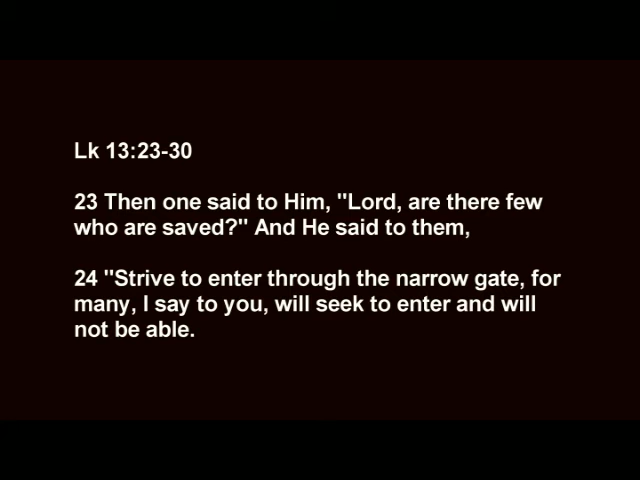 Lk 13:23-30
23 Then one said to Him, "Lord, are there few
who are saved?" And He said to them,
24 "Strive to enter through the narrow gate, for
many, I say to you, will seek to enter and will
not be able.